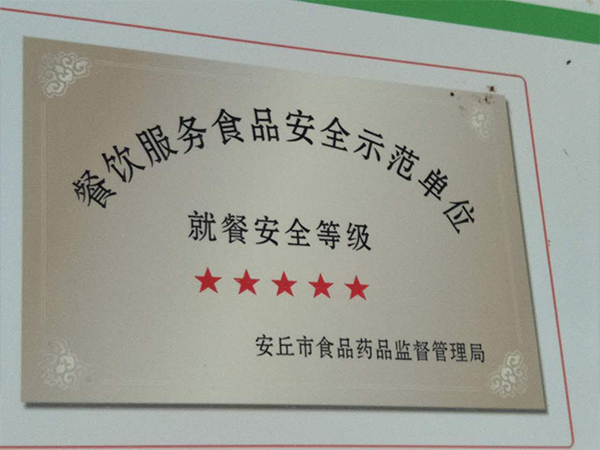 餐饮服务食品安全示范单位
就餐安全等级
★★★★★
安丘市食品药品监督管理局